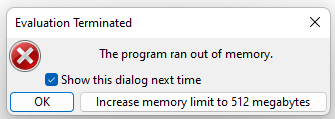 Evaluation Terminated
The program ran out of memory.
Show this dialog next time
OK
Increase memory limit to 512 megabytes